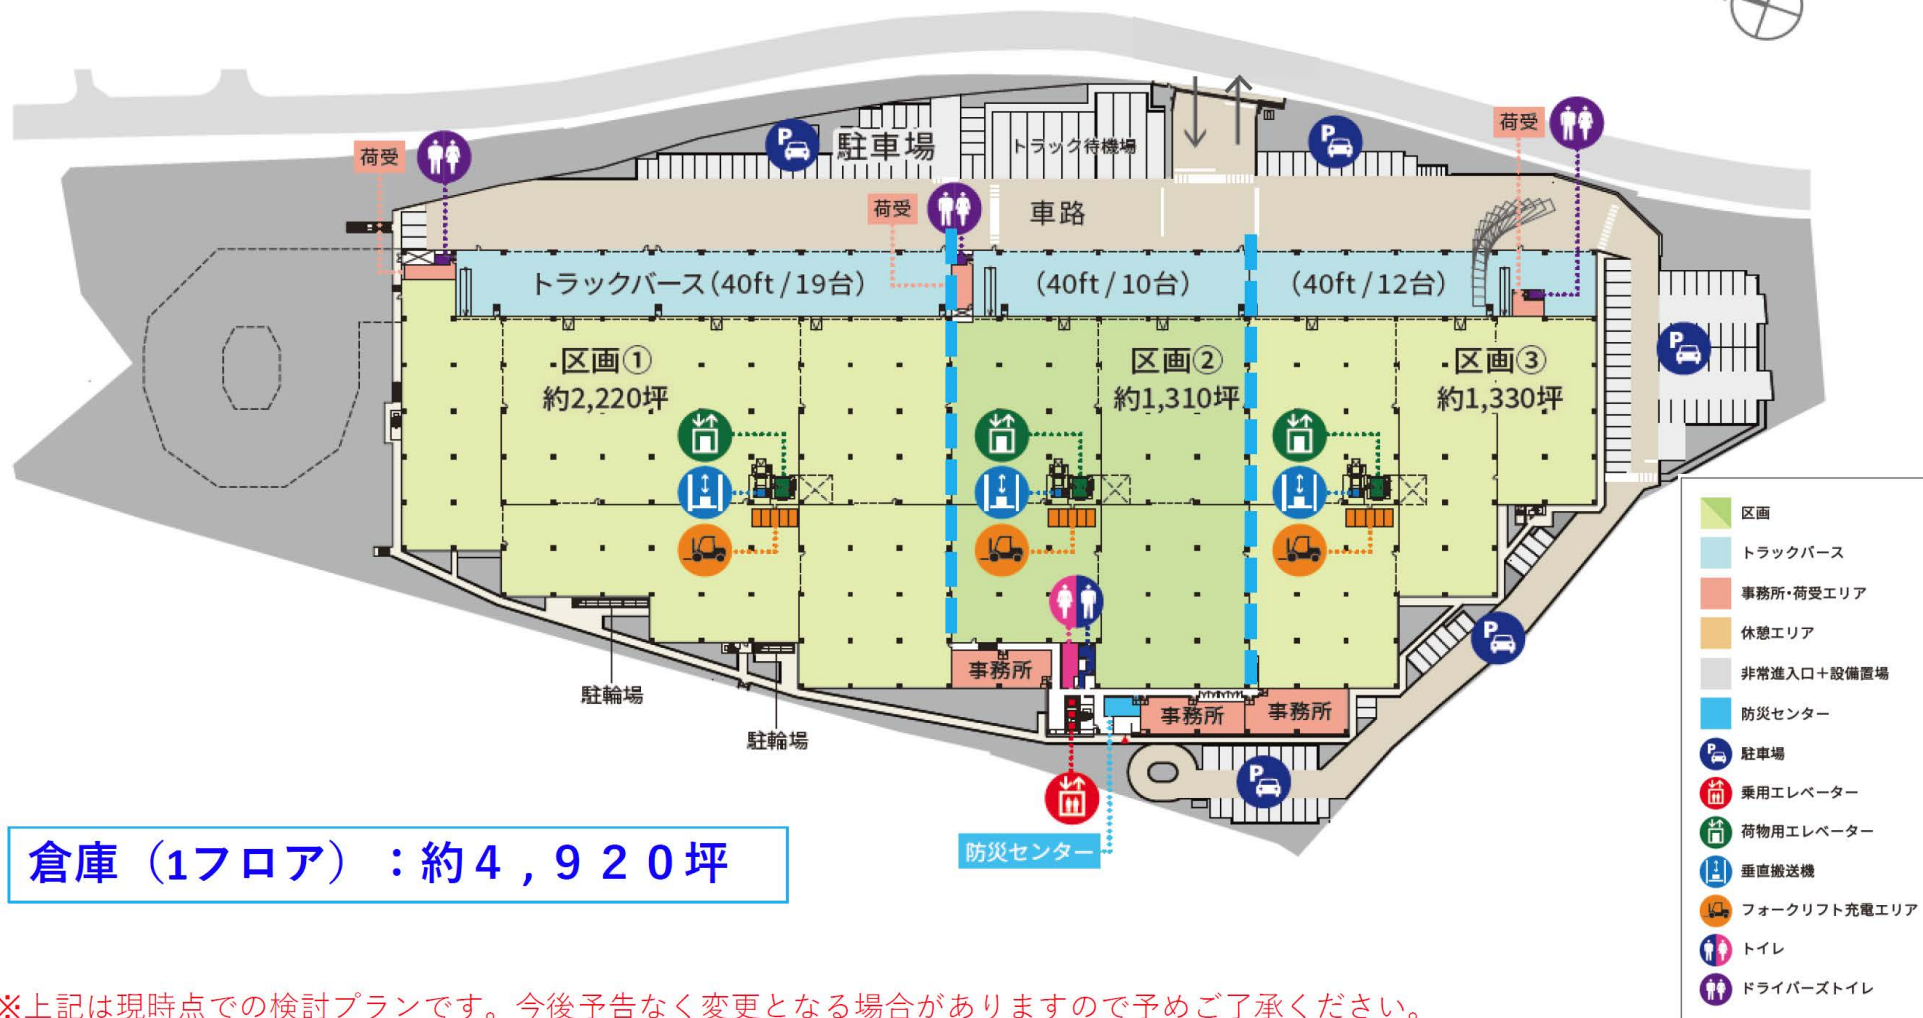 荷受
P
駐車場
トラック待機場
P
荷受
荷受
車路
トラックバース(40ft / 19台)
(40ft / 10台)
(40ft / 12台)
区画①
約2,220坪
区画②
約1,310坪
区画③
約1,330坪
P
P
駐輪場
駐輪場
事務所
事務所
事務所
P
防災センター
倉庫（1フロア）：約4,920坪
区画
トラックバース
事務所・荷受エリア
休憩エリア
非常進入口＋設備置場
防災センター
P 駐車場
乗用エレベーター
荷物用エレベーター
垂直搬送機
フォークリフト充電エリア
トイレ
ドライバーズトイレ
※上記は現時点での検討プランです。今後予告なく変更となる場合がありますので予めご了承ください。